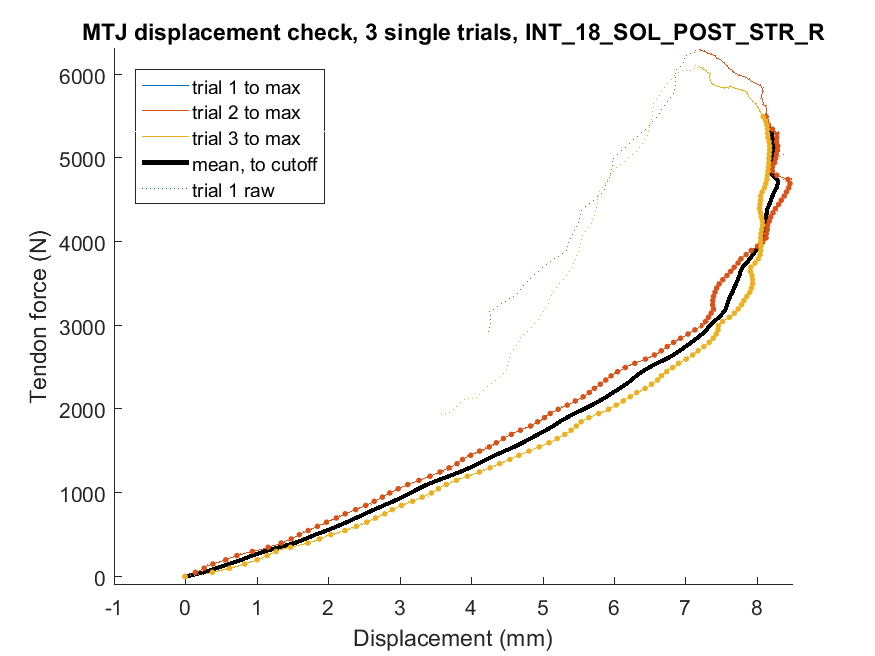 MTJ displacement check, 3 single trials, INT_18_SOL_POST_STR_R
trial 1 to max
trial 2 to max
trial 3 to max
mean, to cutoff
trial 1 raw
6000
5000
4000
3000
2000
1000
0
Tendon force (N)
-1 0 1 2 3 4 5 6 7 8
Displacement (mm)